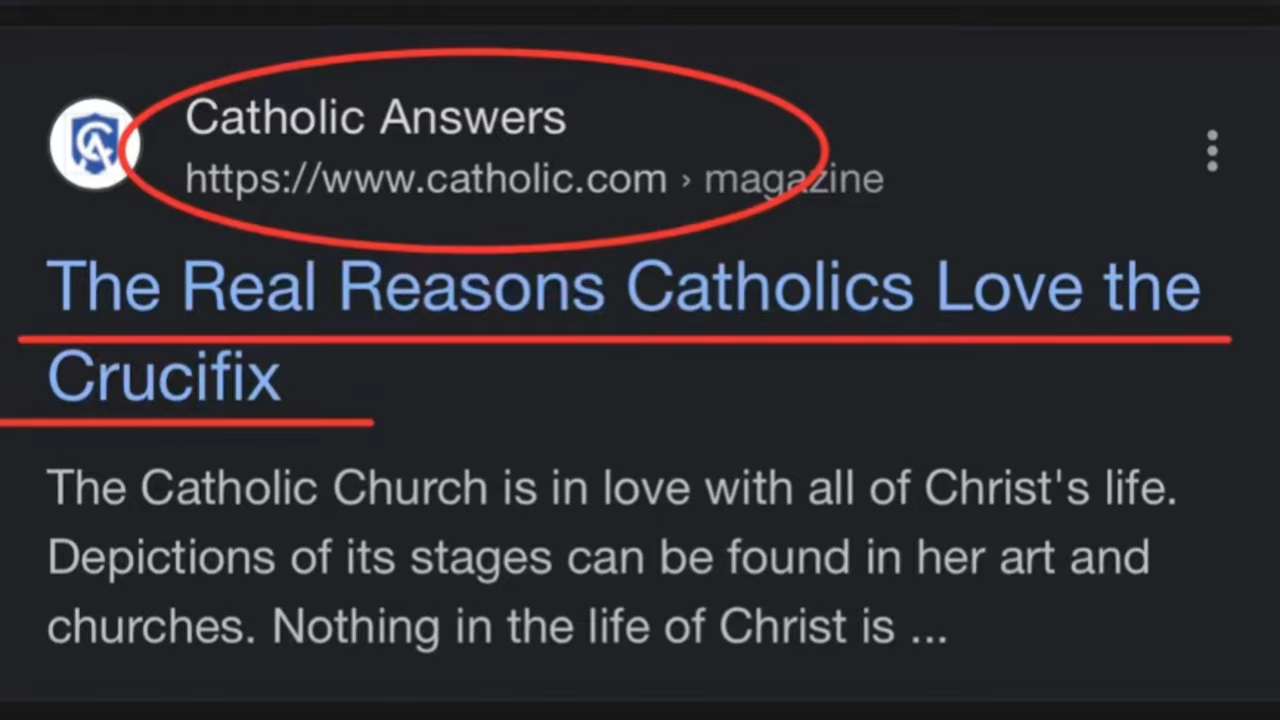 Catholic Answers
https://www.catholic.com › magazine
The Real Reasons Catholics Love the
Crucifix
The Catholic Church is in love with all of Christ's life.
Depictions of its stages can be found in her art and
churches. Nothing in the life of Christ is ...